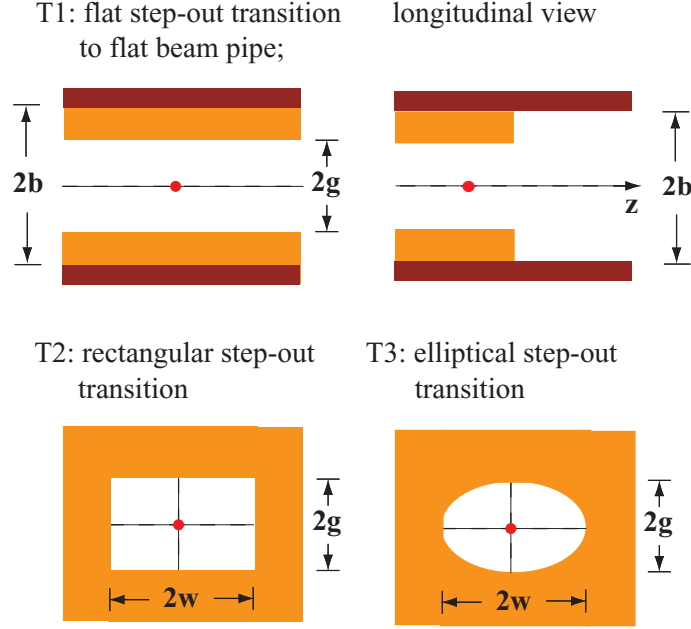 T1: flat step-out transition
to flat beam pipe;
longitudinal view
2b
2g
z
2b
T2: rectangular step-out
transition
T3: elliptical step-out
transition
2g
2w
2g
2w